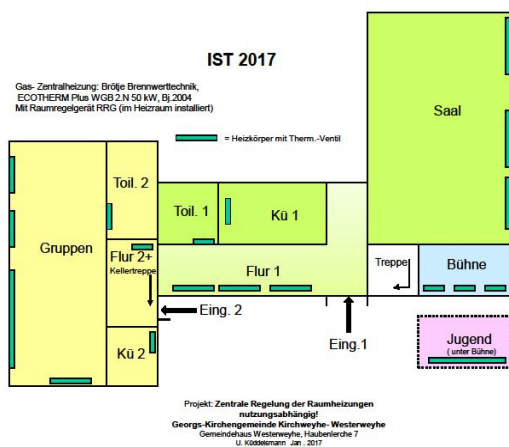 IST 2017
Gas- Zentralheizung: Brötje Brennwerttechnik,
ECOTHERM Plus WGB 2.N 50 kW, Bj.2004
Mit Raumregelgerät RRG (im Heizraum installiert)
= Heizkörper mit Therm.-Ventil
Saal
Toil. 2
Toil. 1
Kü 1
Gruppen
Flur 2+
Kellertreppe
Flur 1
Treppe
Bühne
Eing. 2
Kü 2
Eing.1
Jugend
( unter Bühne)
Projekt: Zentrale Regelung der Raumheizungen
nutzungsabhängig!
Georgs-Kirchengemeinde Kirchweyhe- Westerweyhe
Gemeindehaus Westerweyhe, Haubenlerche 7
U. Küddelsmann Jan . 2017